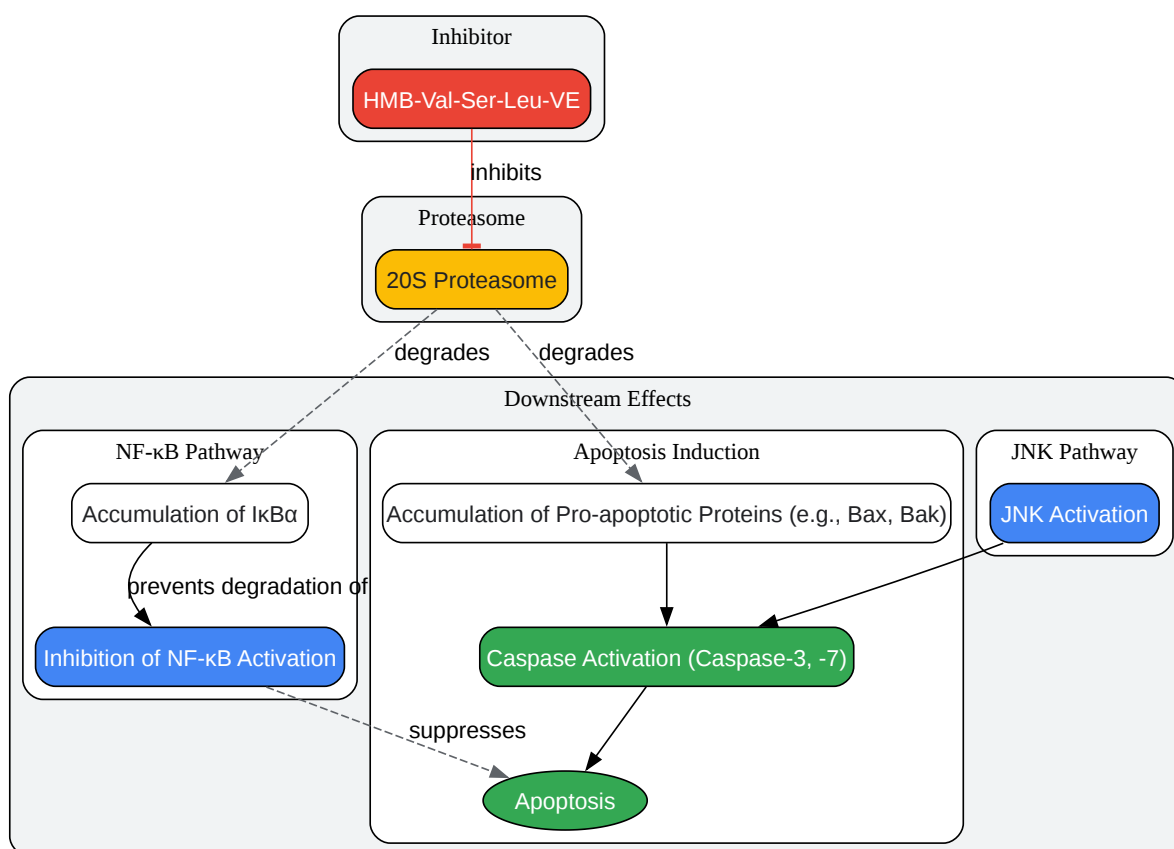 Inhibitor
HMB-Val-Ser-Leu-VE
inhibits
Proteasome
20S Proteasome
degrades
degrades
Downstream Effects
NF-κB Pathway
Apoptosis Induction
JNK Pathway
Accumulation of IκBα
Accumulation of Pro-apoptotic Proteins (e.g., Bax, Bak)
JNK Activation
prevents degradation of
Inhibition of NF-κB Activation
Caspase Activation (Caspase-3, -7)
suppresses
Apoptosis